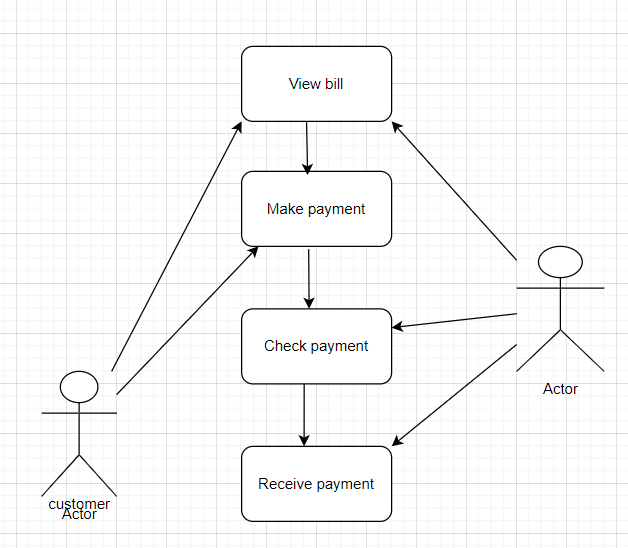 View bill
Make payment
Check payment
Actor
Receive payment
customer
Actor